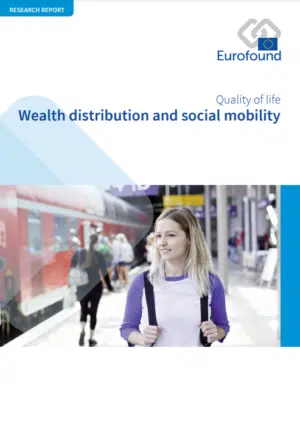 RESEARCH REPORT
Eurofound
Quality of life
Wealth distribution and social mobility